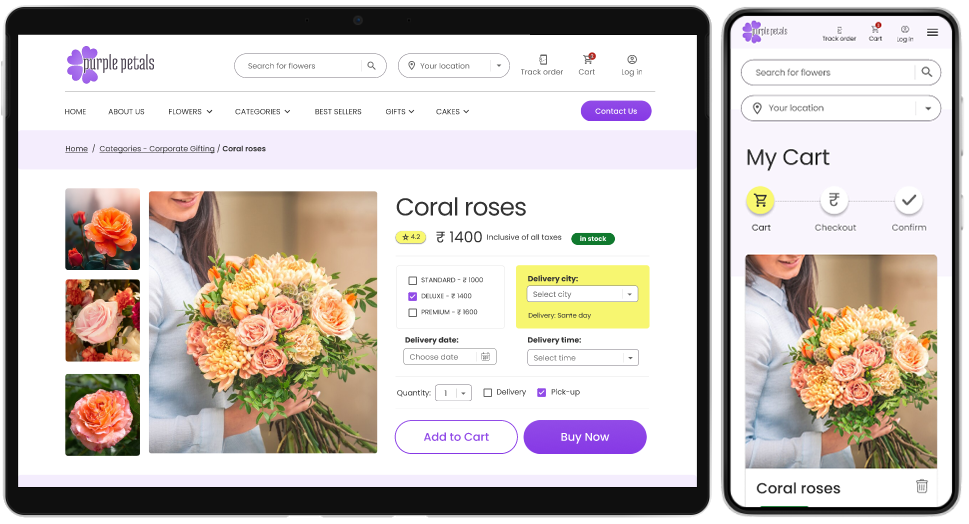 purple petals
Search for flowers
Your location
Track order
Cart
1
Log in
HOME
ABOUT US
FLOWERS
CATEGORIES
BEST SELLERS
GIFTS
CAKES
Contact Us
Home / Categories - Corporate Gifting / Coral roses
Coral roses
☆ 4.2
₹ 1400 Inclusive of all taxes
in stock
STANDARD - ₹ 1000
DELUXE - ₹ 1400
PREMIUM - ₹ 1600
Delivery city:
Select city
Delivery: Same day
Delivery date:
Choose date
Delivery time:
Select time
Quantity:
1
Delivery
Pick-up
Add to Cart
Buy Now
purple petals
Track order
Cart
Log in
Search for flowers
Your location
My Cart
₹
Cart
Checkout
Confirm
Coral roses